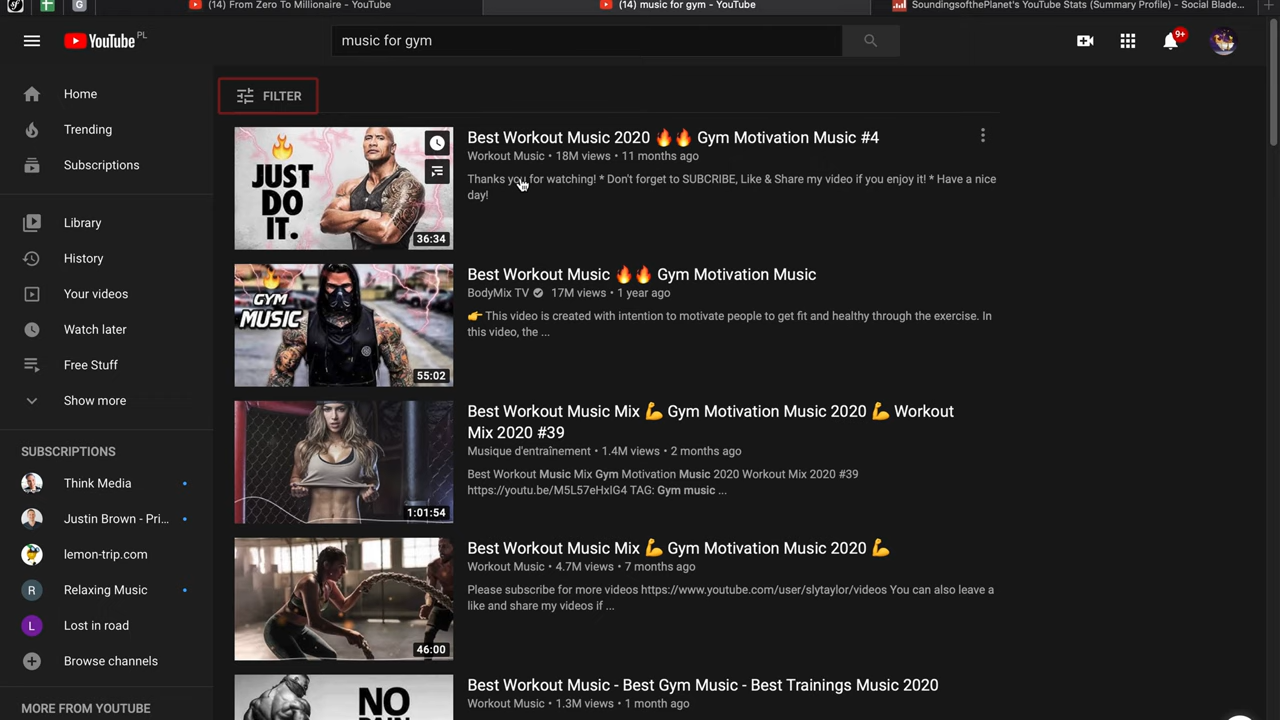 (14) From Zero To Millionaire - YouTube
(14) music for gym - YouTube
SoundingsofthePlanet's YouTube Stats (Summary Profile) - Social Blade...
YouTube PL
music for gym
9+
FILTER
Home
Trending
Subscriptions
Library
History
Your videos
Watch later
Free Stuff
Show more
SUBSCRIPTIONS
Think Media
Justin Brown - Pri...
lemon-trip.com
R Relaxing Music
L Lost in road
Browse channels
MORE FROM YOUTUBE
JUST
DO
IT.
36:34
Best Workout Music 2020 🔥🔥 Gym Motivation Music #4
Workout Music • 18M views • 11 months ago
Thanks you for watching! * Don't forget to SUBCRIBE, Like & Share my video if you enjoy it! * Have a nice
day!
GYM
MUSIC
55:02
Best Workout Music 🔥🔥 Gym Motivation Music
BodyMix TV 17M views • 1 year ago
👉 This video is created with intention to motivate people to get fit and healthy through the exercise. In
this video, the ...
1:01:54
Best Workout Music Mix 💪 Gym Motivation Music 2020 💪 Workout
Mix 2020 #39
Musique d'entraînement • 1.4M views • 2 months ago
Best Workout Music Mix Gym Motivation Music 2020 Workout Mix 2020 #39
https://youtu.be/M5L57eHxIG4 TAG: Gym music ...
46:00
Best Workout Music Mix 💪 Gym Motivation Music 2020 💪
Workout Music • 4.7M views • 7 months ago
Please subscribe for more videos https://www.youtube.com/user/slytaylor/videos You can also leave a
like and share my videos if ...
NO
PAIN
Best Workout Music - Best Gym Music - Best Trainings Music 2020
Workout Music • 1.3M views • 1 month ago